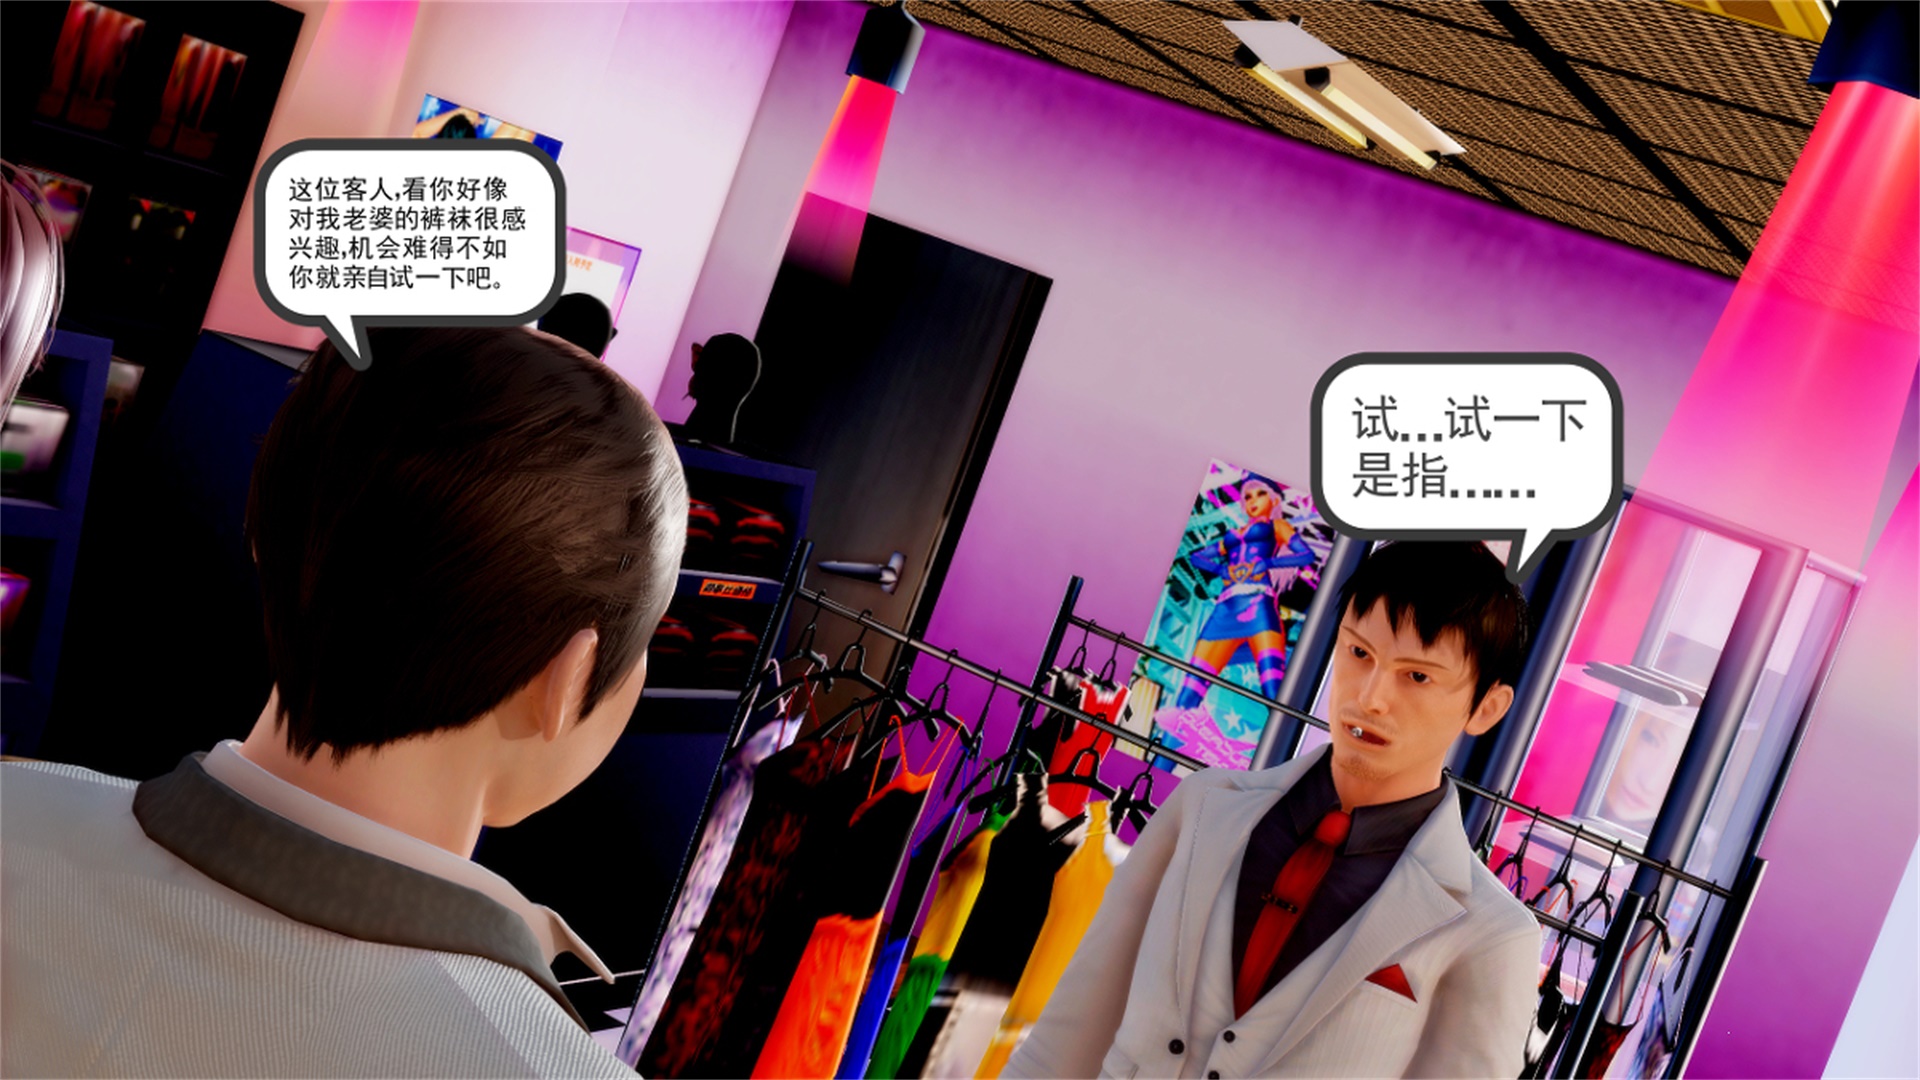 这位客人,看你好像
对我老婆的裤袜很感
兴趣,机会难得不如
你就亲自试一下吧。
试...试一下
是指......